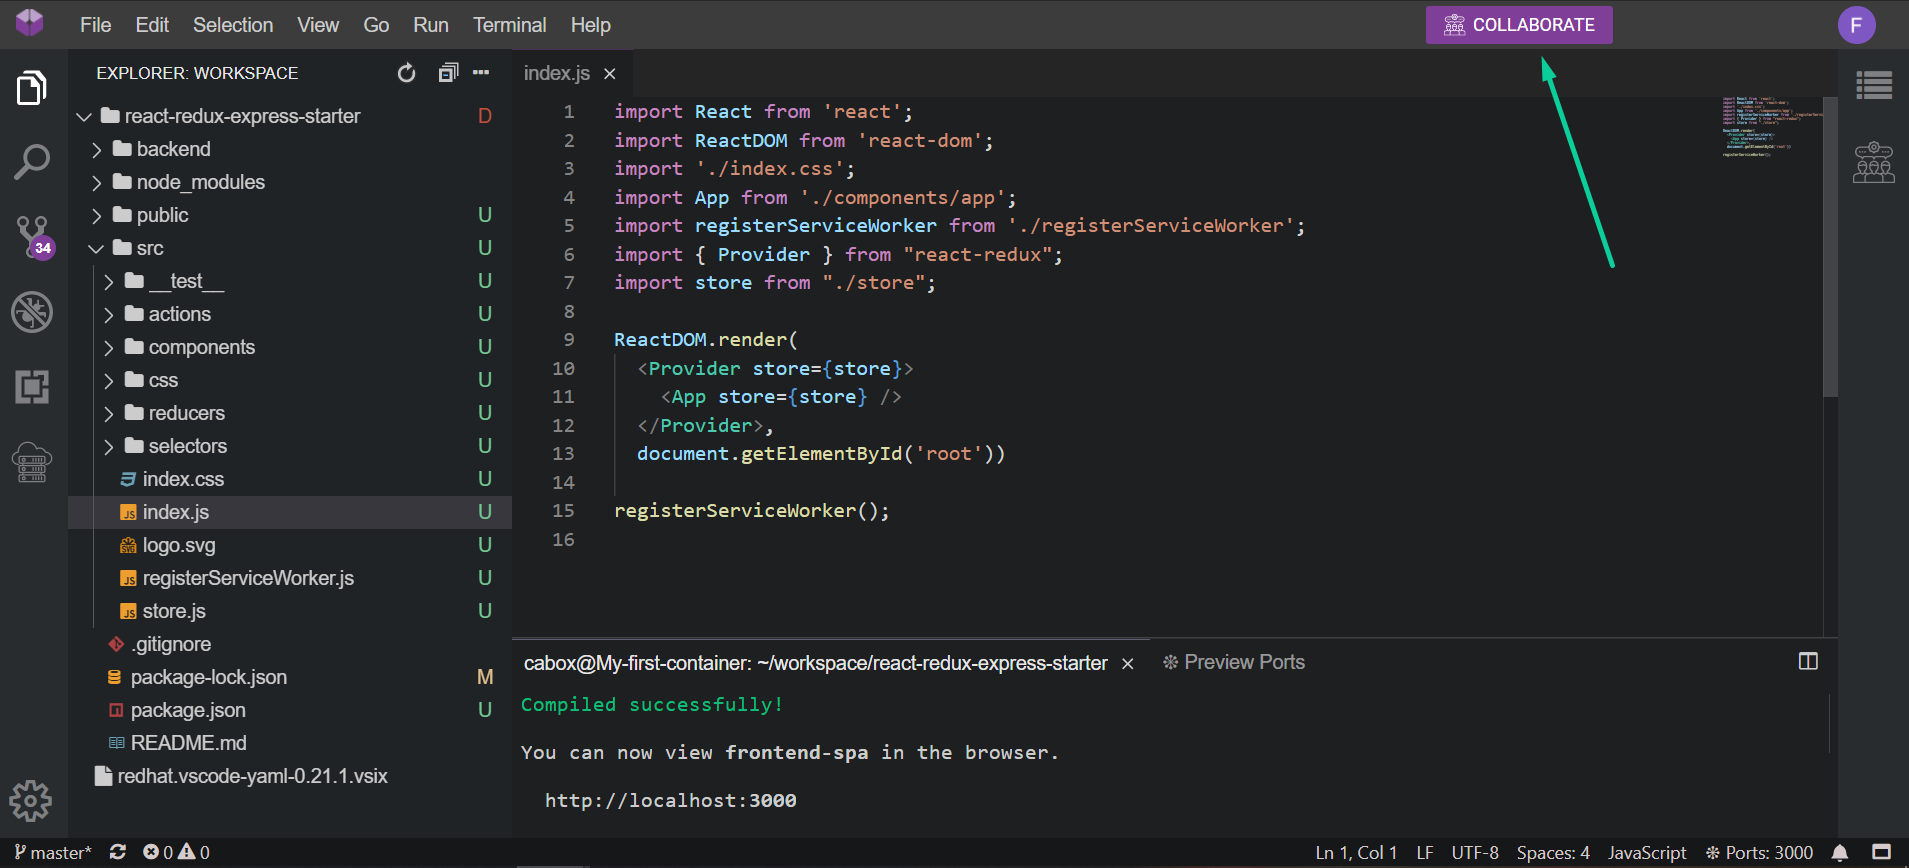 File Edit Selection View Go Run Terminal Help COLLABORATE F
EXPLORER: WORKSPACE
react-redux-express-starter D
backend
node_modules
public U
src U
__test__ U
actions U
components U
css U
reducers U
selectors U
index.css U
JS index.js U
SVG logo.svg U
JS registerServiceWorker.js U
JS store.js U
.gitignore
package-lock.json M
package.json U
README.md
redhat.vscode-yaml-0.21.1.vsix
34
index.js ×
1 import React from 'react';
2 import ReactDOM from 'react-dom';
3 import './index.css';
4 import App from './components/app';
5 import registerServiceWorker from './registerServiceWorker';
6 import { Provider } from "react-redux";
7 import store from "./store";
8
9 ReactDOM.render(
10 <Provider store={store}>
11 <App store={store} />
12 </Provider>,
13 document.getElementById('root'))
14
15 registerServiceWorker();
16
cabox@My-first-container: ~/workspace/react-redux-express-starter × Preview Ports
Compiled successfully!
You can now view frontend-spa in the browser.
http://localhost:3000
master* 0 0 Ln 1, Col 1 LF UTF-8 Spaces: 4 JavaScript Ports: 3000